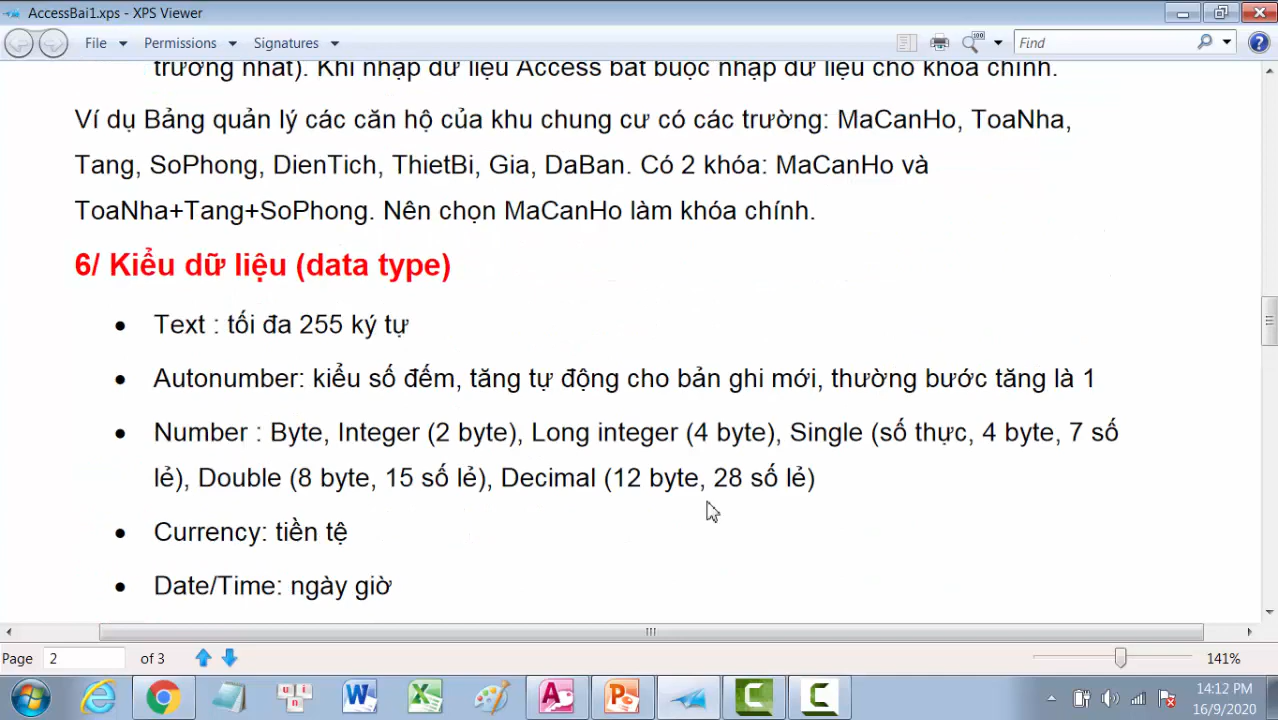 AccessBai1.xps - XPS Viewer
File Permissions Signatures Find
trường nhất). Khi nhập dữ liệu Access bắt buộc nhập dữ liệu cho khóa chính.
Ví dụ Bảng quản lý các căn hộ của khu chung cư có các trường: MaCanHo, ToaNha,
Tang, SoPhong, DienTich, ThietBi, Gia, DaBan. Có 2 khóa: MaCanHo và
ToaNha+Tang+SoPhong. Nên chọn MaCanHo làm khóa chính.
6/ Kiểu dữ liệu (data type)
• Text : tối đa 255 ký tự
• Autonumber: kiểu số đếm, tăng tự động cho bản ghi mới, thường bước tăng là 1
• Number : Byte, Integer (2 byte), Long integer (4 byte), Single (số thực, 4 byte, 7 số
lẻ), Double (8 byte, 15 số lẻ), Decimal (12 byte, 28 số lẻ)
• Currency: tiền tệ
• Date/Time: ngày giờ
Page 2 of 3 141%
14:12 PM
16/9/2020